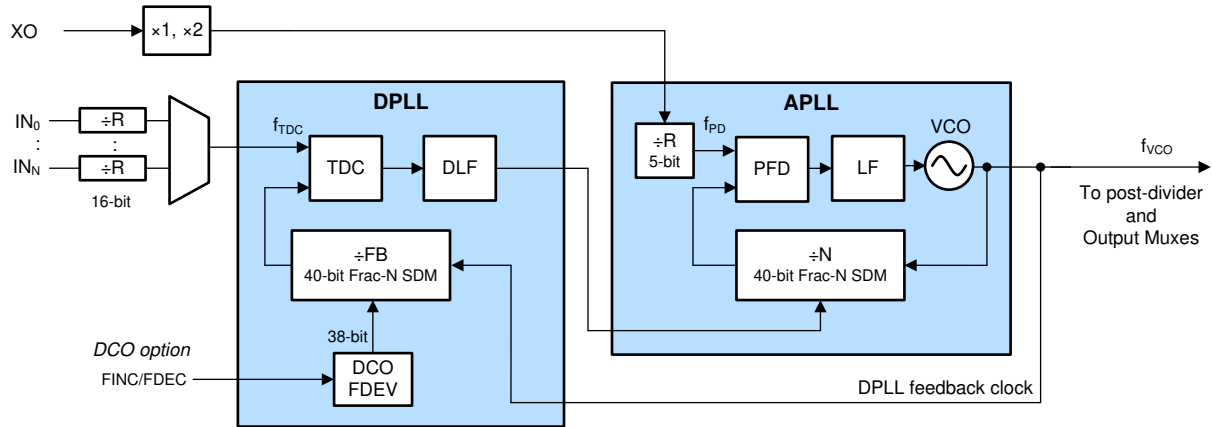 XO
×1, ×2
DPLL
APLL
IN0
÷R
:
:
INN
÷R
16-bit
fTDC
TDC
DLF
÷R
5-bit
fPD
PFD
LF
VCO
fVCO
To post-divider
and
Output Muxes
÷FB
40-bit Frac-N SDM
÷N
40-bit Frac-N SDM
38-bit
DCO option
FINC/FDEC
DCO
FDEV
DPLL feedback clock